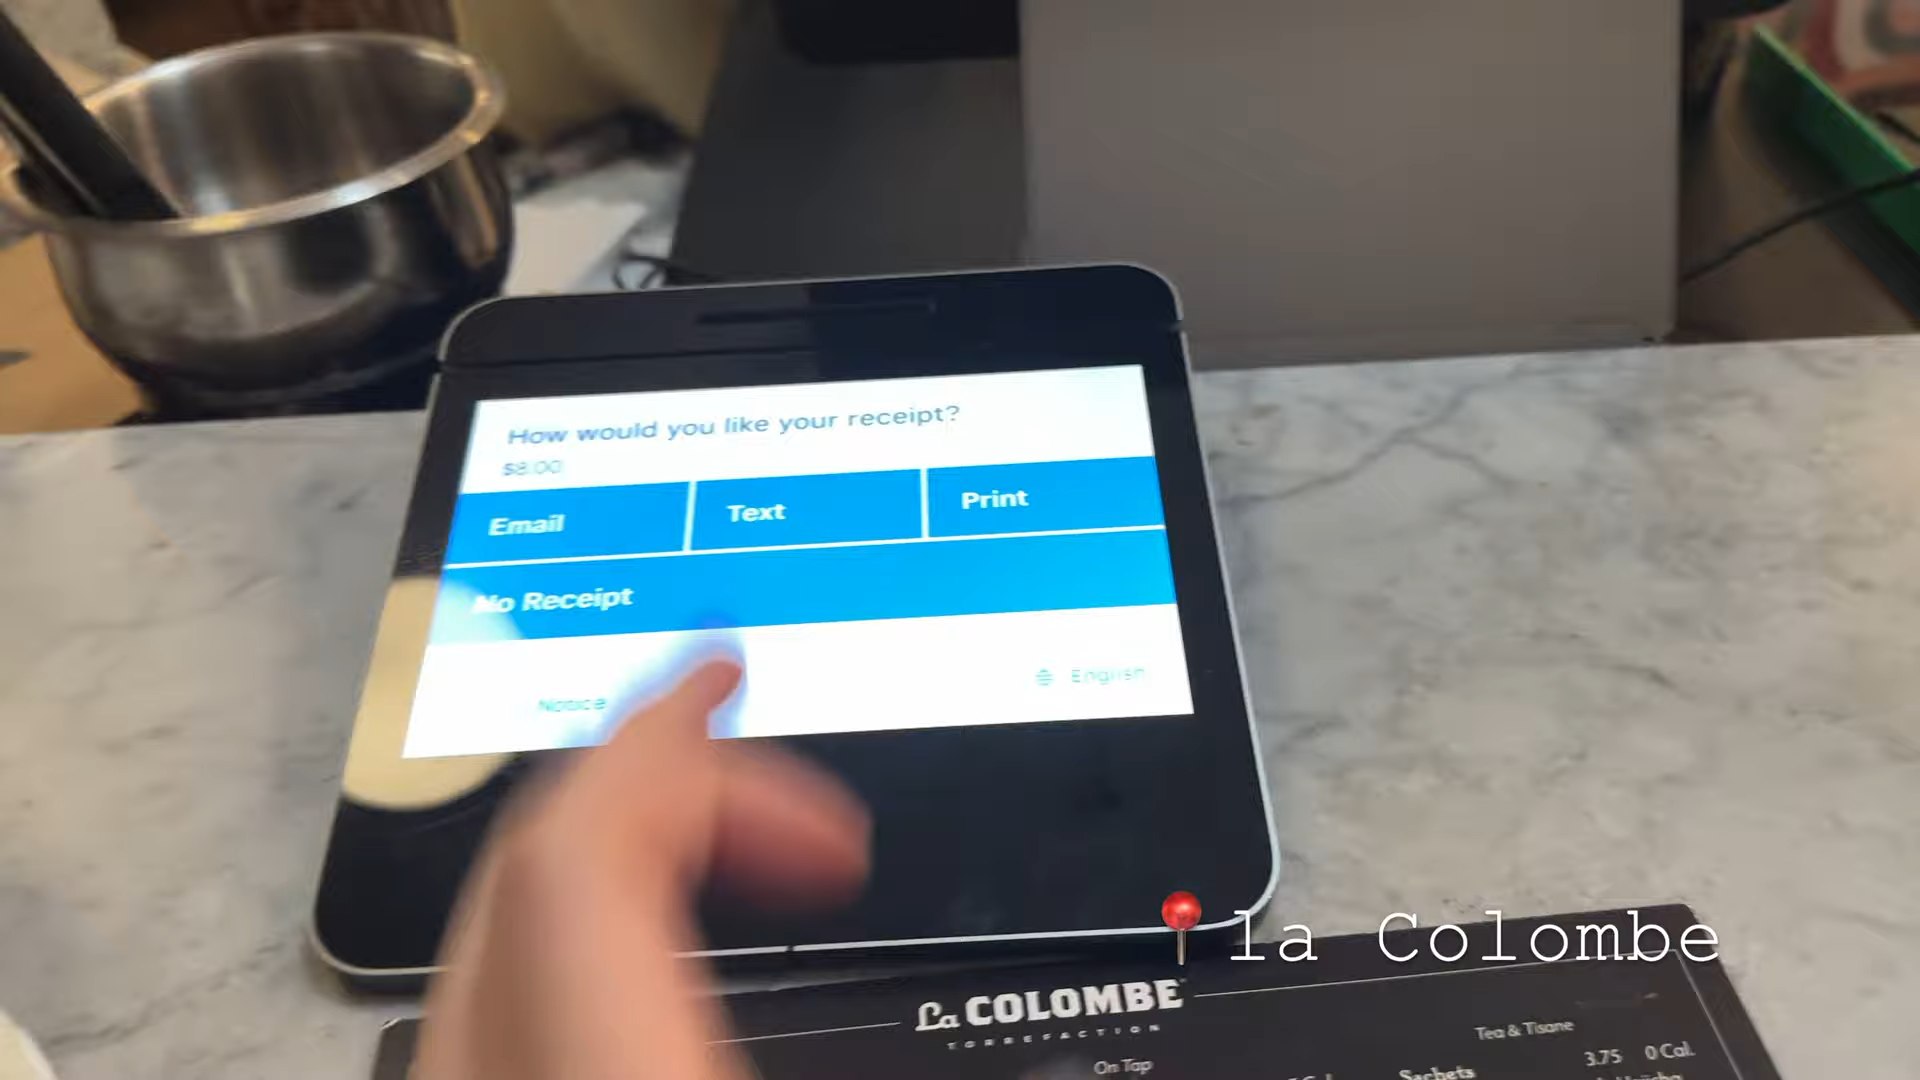 How would you like your receipt?
$8.00
Email
Text
Print
No Receipt
Notice
English
la Colombe
La COLOMBE
TORREFACTION
On Tap
Tea & Tisane
3.75 0 Cal.
Sachets